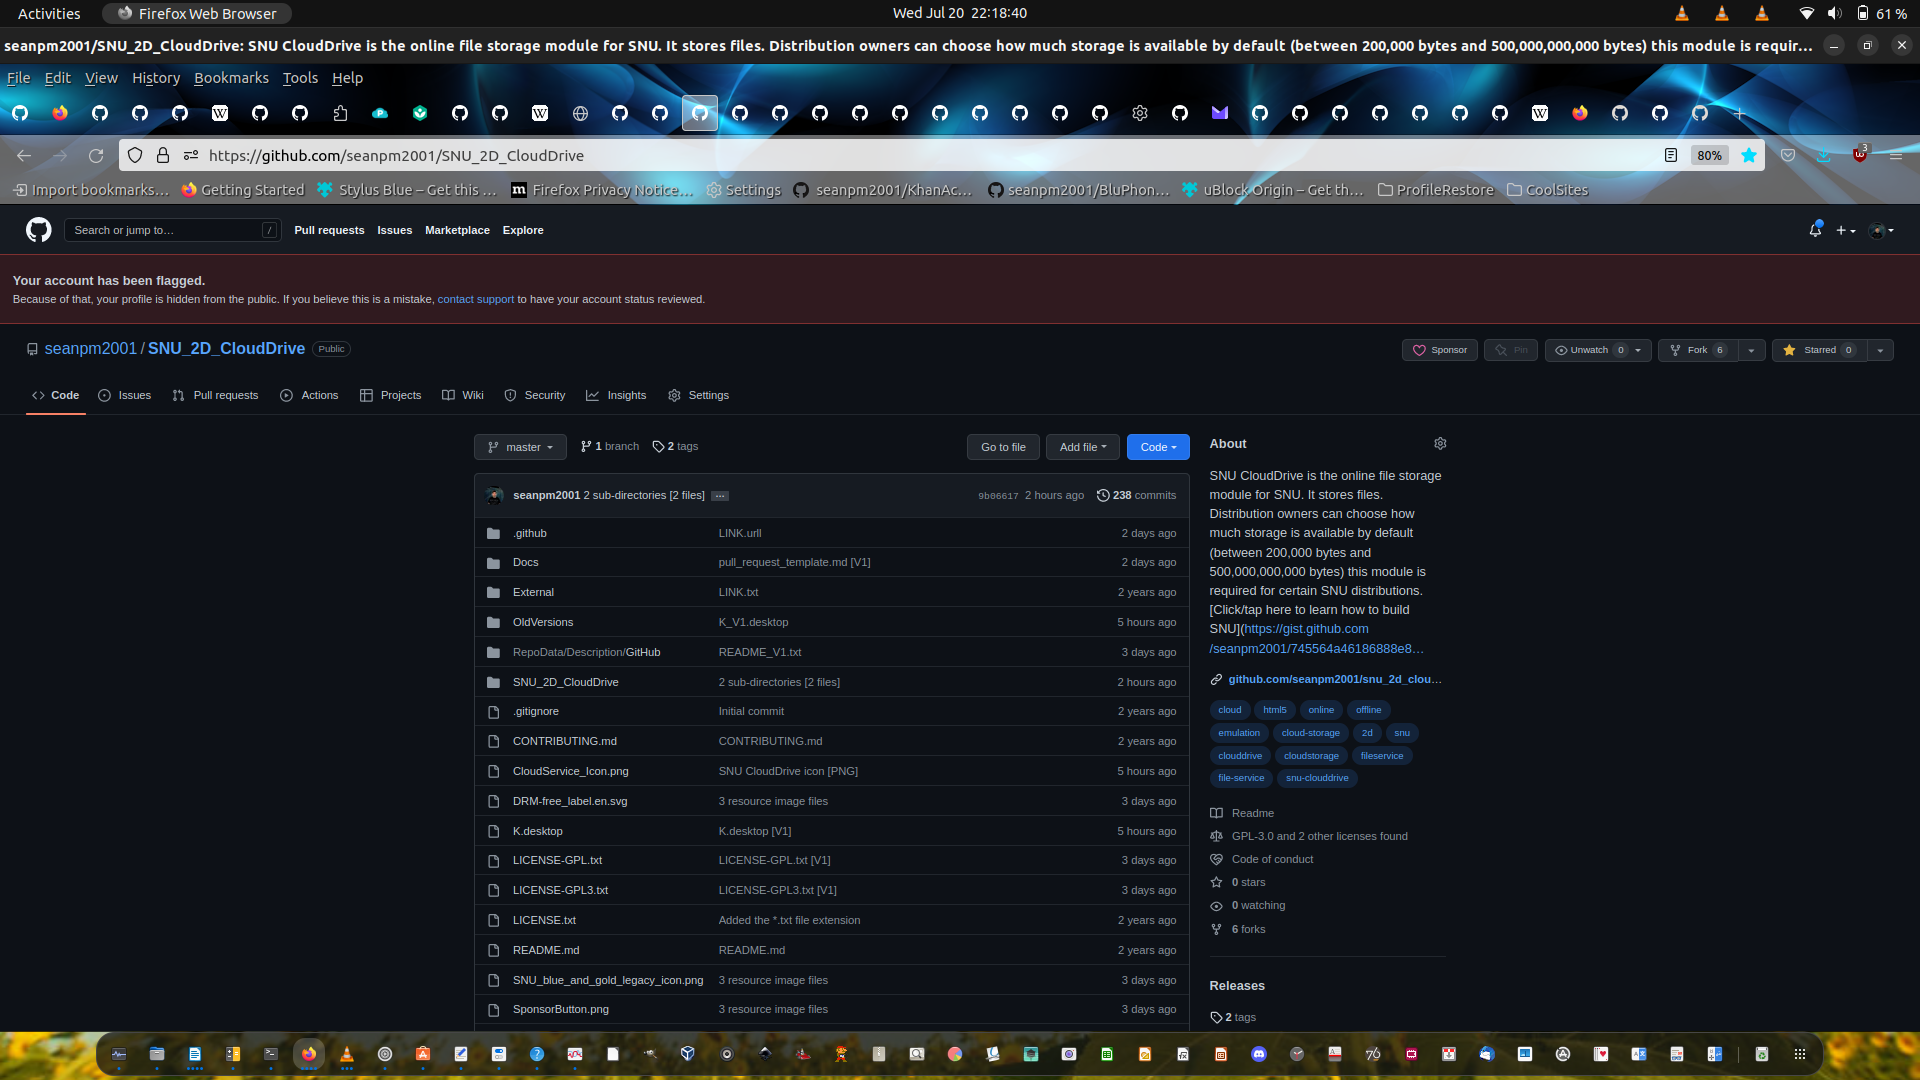 Activities
Firefox Web Browser
Wed Jul 20 22:18:40
61 %
seanpm2001/SNU_2D_CloudDrive: SNU CloudDrive is the online file storage module for SNU. It stores files. Distribution owners can choose how much storage is available by default (between 200,000 bytes and 500,000,000,000 bytes) this module is requir...
File Edit View History Bookmarks Tools Help
https://github.com/seanpm2001/SNU_2D_CloudDrive
80%
3
Import bookmarks...
Getting Started
Stylus Blue – Get this ...
Firefox Privacy Notice...
Settings
seanpm2001/KhanAc...
seanpm2001/BluPhon...
uBlock Origin – Get th...
ProfileRestore
CoolSites
Search or jump to...
/
Pull requests
Issues
Marketplace
Explore
Your account has been flagged.
Because of that, your profile is hidden from the public. If you believe this is a mistake, contact support to have your account status reviewed.
seanpm2001 / SNU_2D_CloudDrive
Public
Sponsor
Pin
Unwatch 0
Fork 6
Starred 0
Code
Issues
Pull requests
Actions
Projects
Wiki
Security
Insights
Settings
master
1 branch
2 tags
Go to file
Add file
Code
seanpm2001 2 sub-directories [2 files] ...
9b06617 2 hours ago
238 commits
.github LINK.urll 2 days ago
Docs pull_request_template.md [V1] 2 days ago
External LINK.txt 2 years ago
OldVersions K_V1.desktop 5 hours ago
RepoData/Description/GitHub README_V1.txt 3 days ago
SNU_2D_CloudDrive 2 sub-directories [2 files] 2 hours ago
.gitignore Initial commit 2 years ago
CONTRIBUTING.md CONTRIBUTING.md 2 years ago
CloudService_Icon.png SNU CloudDrive icon [PNG] 5 hours ago
DRM-free_label.en.svg 3 resource image files 3 days ago
K.desktop K.desktop [V1] 5 hours ago
LICENSE-GPL.txt LICENSE-GPL.txt [V1] 3 days ago
LICENSE-GPL3.txt LICENSE-GPL3.txt [V1] 3 days ago
LICENSE.txt Added the *.txt file extension 2 years ago
README.md README.md 2 years ago
SNU_blue_and_gold_legacy_icon.png 3 resource image files 3 days ago
SponsorButton.png 3 resource image files 3 days ago
About
SNU CloudDrive is the online file storage
module for SNU. It stores files.
Distribution owners can choose how
much storage is available by default
(between 200,000 bytes and
500,000,000,000 bytes) this module is
required for certain SNU distributions.
[Click/tap here to learn how to build
SNU](https://gist.github.com
/seanpm2001/745564a46186888e8...
github.com/seanpm2001/snu_2d_clou...
cloud html5 online offline
emulation cloud-storage 2d snu
clouddrive cloudstorage fileservice
file-service snu-clouddrive
Readme
GPL-3.0 and 2 other licenses found
Code of conduct
0 stars
0 watching
6 forks
Releases
2 tags